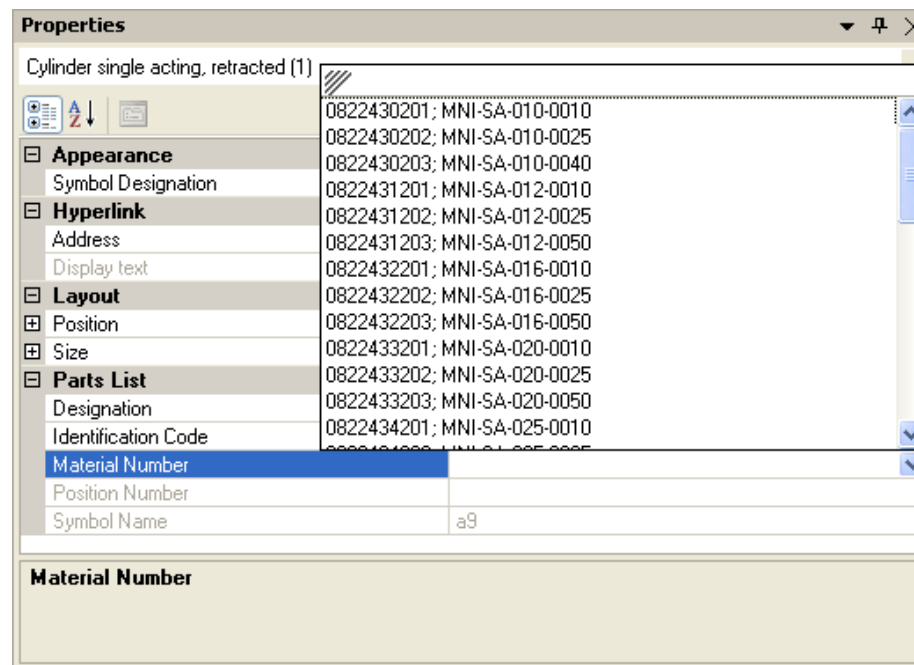 Properties
Cylinder single acting, retracted (1)
0822430201; MNI-SA-010-0010
0822430202; MNI-SA-010-0025
0822430203; MNI-SA-010-0040
0822431201; MNI-SA-012-0010
0822431202; MNI-SA-012-0025
0822431203; MNI-SA-012-0050
0822432201; MNI-SA-016-0010
0822432202; MNI-SA-016-0025
0822432203; MNI-SA-016-0050
0822433201; MNI-SA-020-0010
0822433202; MNI-SA-020-0025
0822433203; MNI-SA-020-0050
0822434201; MNI-SA-025-0010
Appearance
Symbol Designation
Hyperlink
Address
Display text
Layout
Position
Size
Parts List
Designation
Identification Code
Material Number
Position Number
Symbol Name a9
Material Number